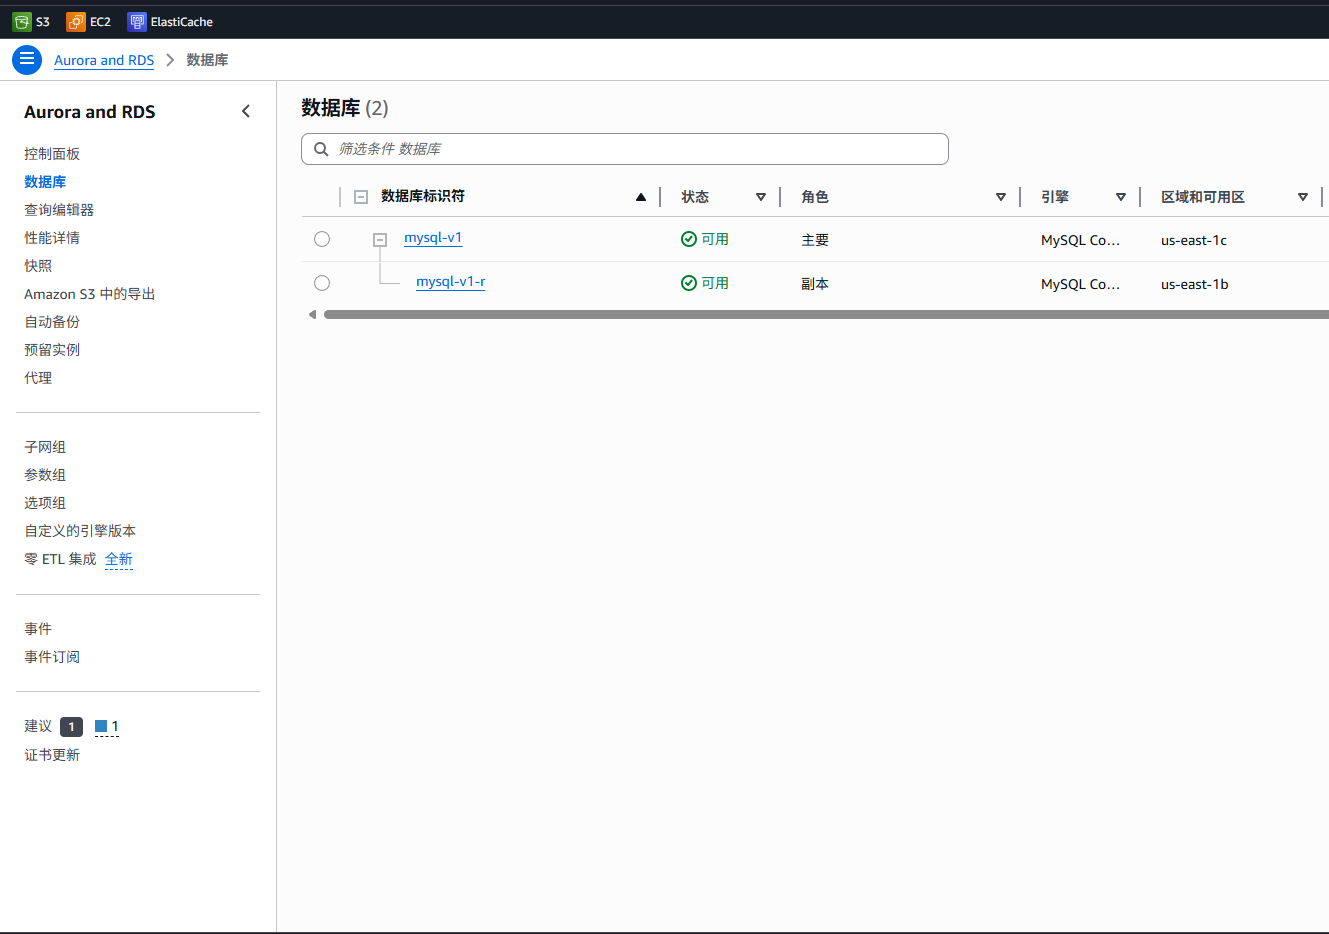 S3 EC2 ElastiCache
Aurora and RDS > 数据库
Aurora and RDS
控制面板
数据库
查询编辑器
性能详情
快照
Amazon S3 中的导出
自动备份
预留实例
代理
子网组
参数组
选项组
自定义的引擎版本
零 ETL 集成 全新
事件
事件订阅
建议 1 1
证书更新
数据库 (2)
筛选条件 数据库
数据库标识符 状态 角色 引擎 区域和可用区
mysql-v1 可用 主要 MySQL Co... us-east-1c
mysql-v1-r 可用 副本 MySQL Co... us-east-1b